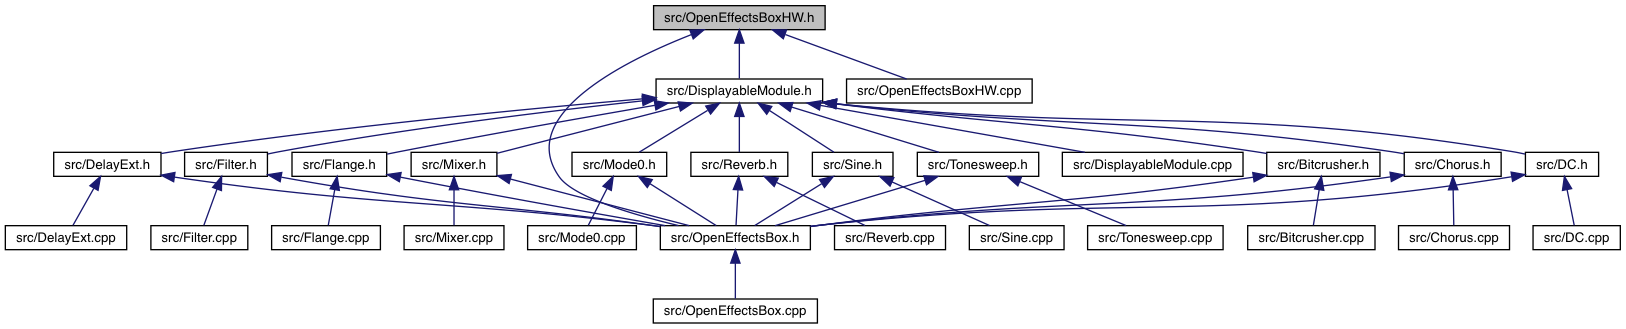 src/OpenEffectsBoxHW.h
src/DisplayableModule.h
src/OpenEffectsBoxHW.cpp
src/DelayExt.h
src/Filter.h
src/Flange.h
src/Mixer.h
src/Mode0.h
src/Reverb.h
src/Sine.h
src/Tonesweep.h
src/DisplayableModule.cpp
src/Bitcrusher.h
src/Chorus.h
src/DC.h
src/DelayExt.cpp
src/Filter.cpp
src/Flange.cpp
src/Mixer.cpp
src/Mode0.cpp
src/OpenEffectsBox.h
src/Reverb.cpp
src/Sine.cpp
src/Tonesweep.cpp
src/Bitcrusher.cpp
src/Chorus.cpp
src/DC.cpp
src/OpenEffectsBox.cpp